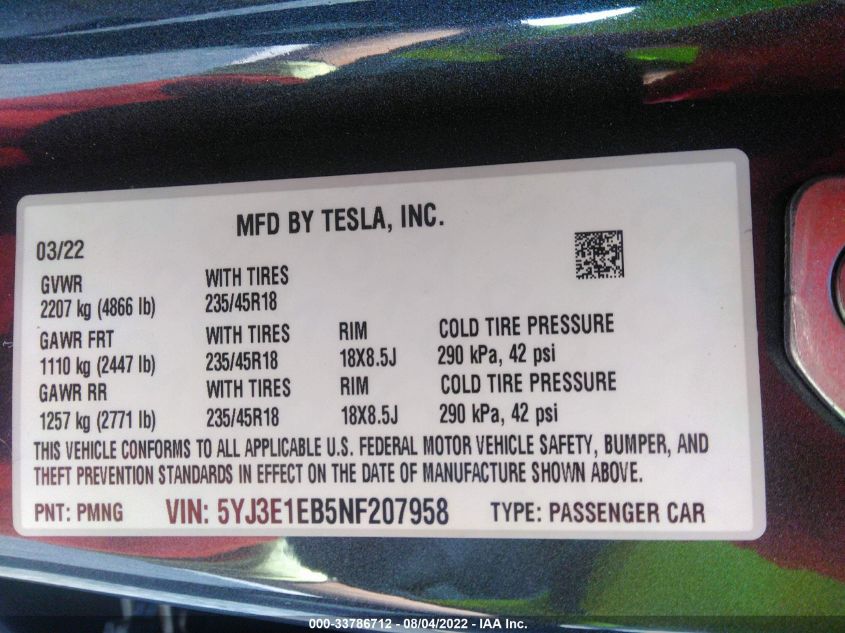 MFD BY TESLA, INC.
03/22
GVWR WITH TIRES
2207 kg (4866 lb) 235/45R18
GAWR FRT WITH TIRES RIM COLD TIRE PRESSURE
1110 kg (2447 lb) 235/45R18 18X8.5J 290 kPa, 42 psi
GAWR RR WITH TIRES RIM COLD TIRE PRESSURE
1257 kg (2771 lb) 235/45R18 18X8.5J 290 kPa, 42 psi
THIS VEHICLE CONFORMS TO ALL APPLICABLE U.S. FEDERAL MOTOR VEHICLE SAFETY, BUMPER, AND
THEFT PREVENTION STANDARDS IN EFFECT ON THE DATE OF MANUFACTURE SHOWN ABOVE.
PNT: PMNG VIN: 5YJ3E1EB5NF207958 TYPE: PASSENGER CAR
000-33786712 - 08/04/2022 - IAA Inc.